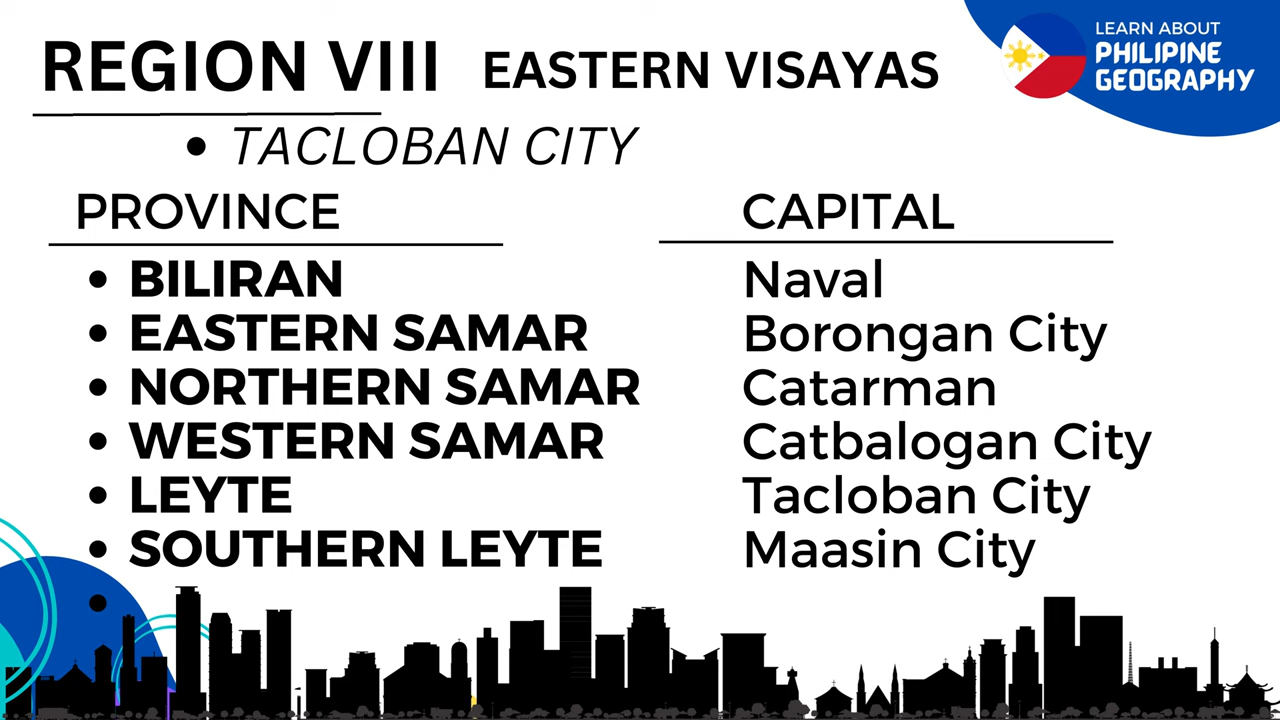 REGION VIII EASTERN VISAYAS
LEARN ABOUT
PHILIPINE
GEOGRAPHY
• TACLOBAN CITY
PROVINCE CAPITAL
• BILIRAN Naval
• EASTERN SAMAR Borongan City
• NORTHERN SAMAR Catarman
• WESTERN SAMAR Catbalogan City
• LEYTE Tacloban City
• SOUTHERN LEYTE Maasin City
•